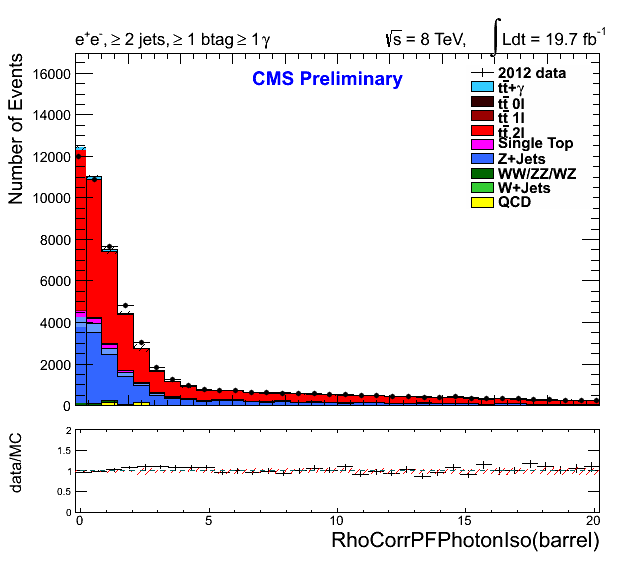 e⁺e⁻, ≥ 2 jets, ≥ 1 btag ≥ 1 γ
√s = 8 TeV, ∫ Ldt = 19.7 fb⁻¹
CMS Preliminary
2012 data
tt̄+γ
tt̄ 0l
tt̄ 1l
tt̄ 2l
Single Top
Z+Jets
WW/ZZ/WZ
W+Jets
QCD
Number of Events
16000
14000
12000
10000
8000
6000
4000
2000
0
data/MC
2
1.5
1
0.5
0
0 5 10 15 20
RhoCorrPFPhotonIso(barrel)